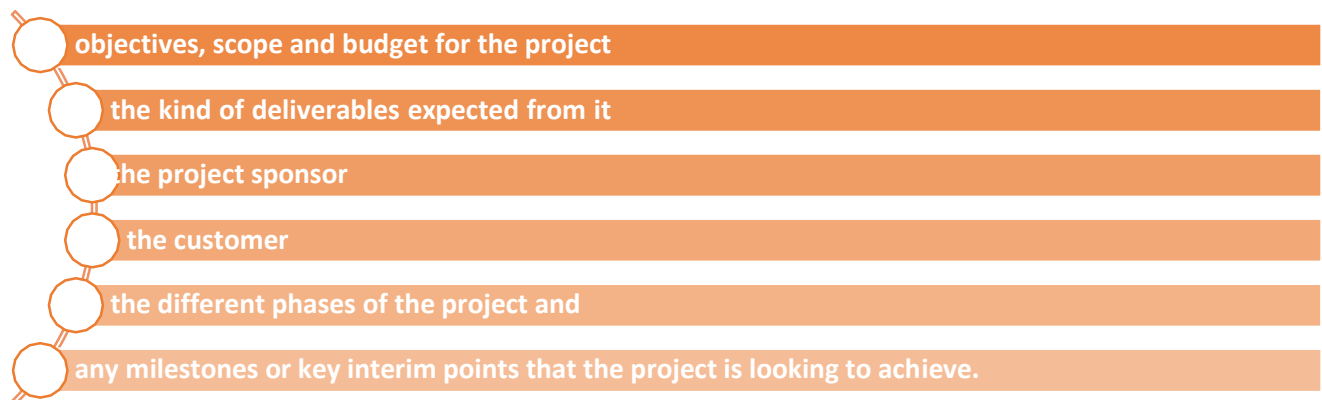 objectives, scope and budget for the project
the kind of deliverables expected from it
the project sponsor
the customer
the different phases of the project and
any milestones or key interim points that the project is looking to achieve.